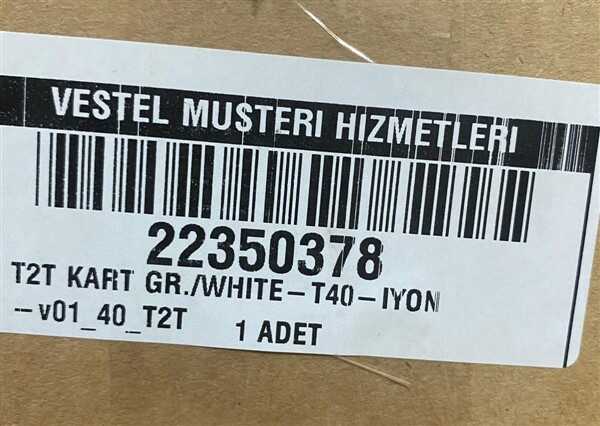 VESTEL MUSTERI HIZMETLERI
22350378
T2T KART GR./WHITE-T40-IYON
-v01_40_T2T 1 ADET